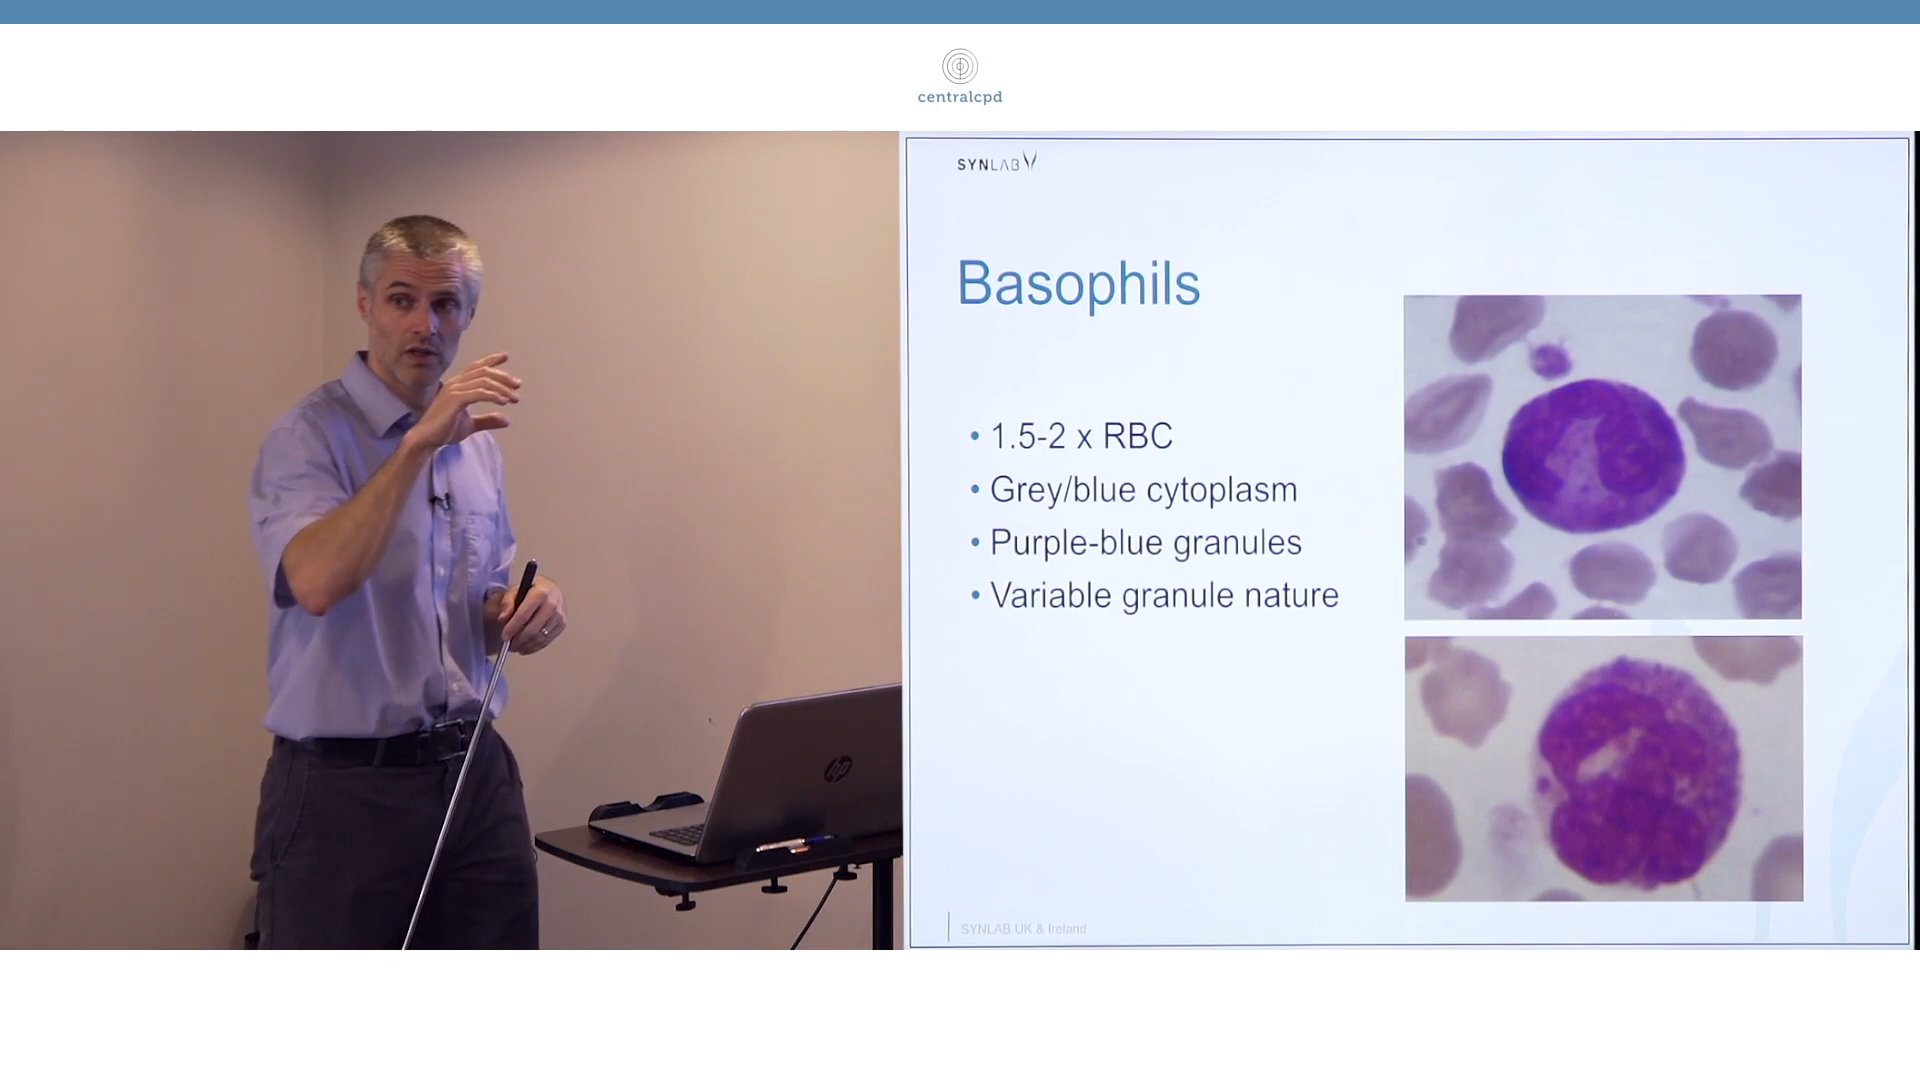 centralcpd
SYNLAB
Basophils
• 1.5-2 x RBC
• Grey/blue cytoplasm
• Purple-blue granules
• Variable granule nature
SYNLAB UK & Ireland
hp